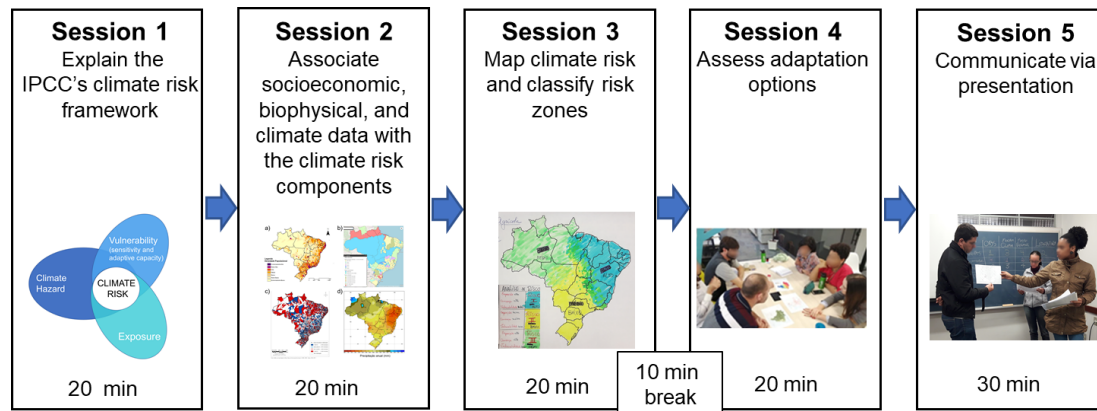 Session 1
Explain the
IPCC's climate risk
framework
Vulnerability
(sensitivity and
adaptive capacity)
Climate
Hazard
CLIMATE
RISK
Exposure
20 min
Session 2
Associate
socioeconomic,
biophysical, and
climate data with
the climate risk
components
a)
b)
c)
d)
20 min
Session 3
Map climate risk
and classify risk
zones
20 min
10 min
break
Session 4
Assess adaptation
options
20 min
Session 5
Communicate via
presentation
30 min